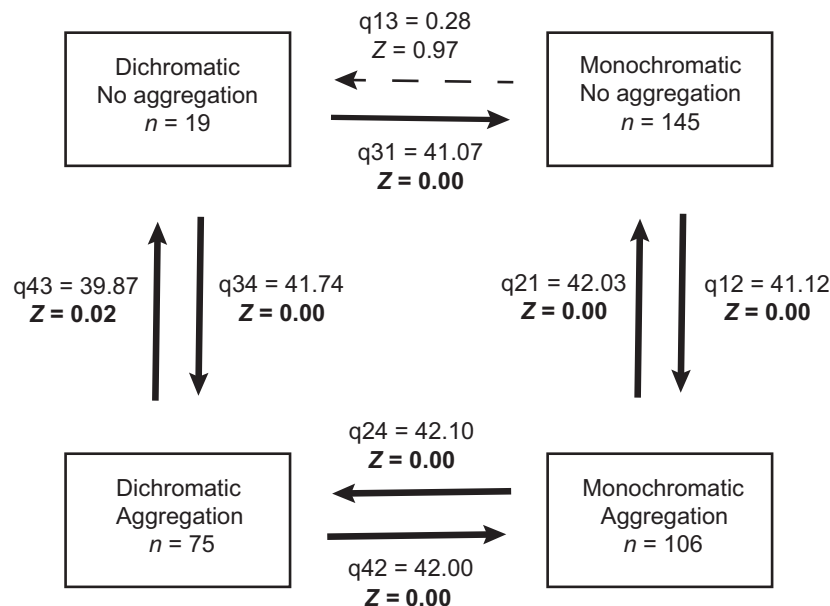 q13 = 0.28
Z = 0.97
Dichromatic
No aggregation
n = 19
Monochromatic
No aggregation
n = 145
q31 = 41.07
Z = 0.00
q43 = 39.87
Z = 0.02
q34 = 41.74
Z = 0.00
q21 = 42.03
Z = 0.00
q12 = 41.12
Z = 0.00
q24 = 42.10
Z = 0.00
Dichromatic
Aggregation
n = 75
Monochromatic
Aggregation
n = 106
q42 = 42.00
Z = 0.00